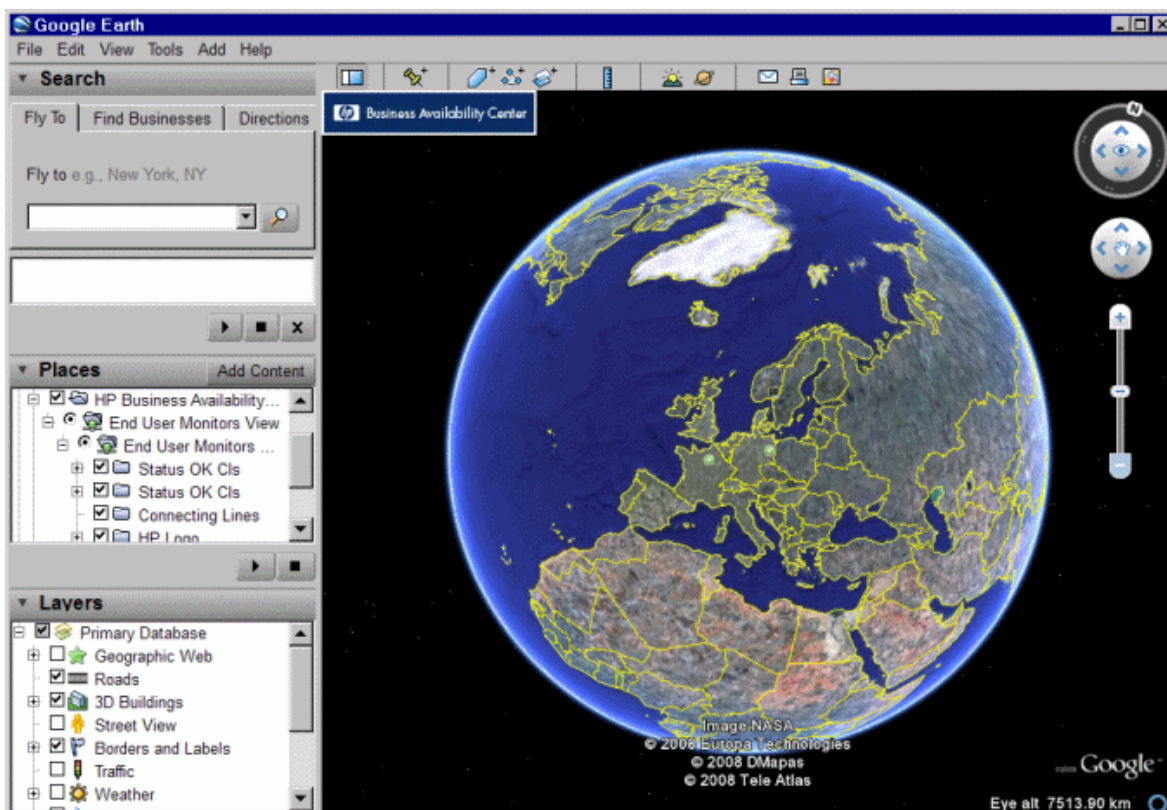 Google Earth
File Edit View Tools Add Help
Search
Fly To Find Businesses Directions
Fly to e.g., New York, NY
Places Add Content
HP Business Availability...
End User Monitors View
End User Monitors ...
Status OK CIs
Status OK CIs
Connecting Lines
HP Logo
Layers
Primary Database
Geographic Web
Roads
3D Buildings
Street View
Borders and Labels
Traffic
Weather
hp Business Availability Center
N
Image NASA
© 2008 Europa Technologies
© 2008 DMapas
© 2008 Tele Atlas
Google
Eye alt 7513.90 km